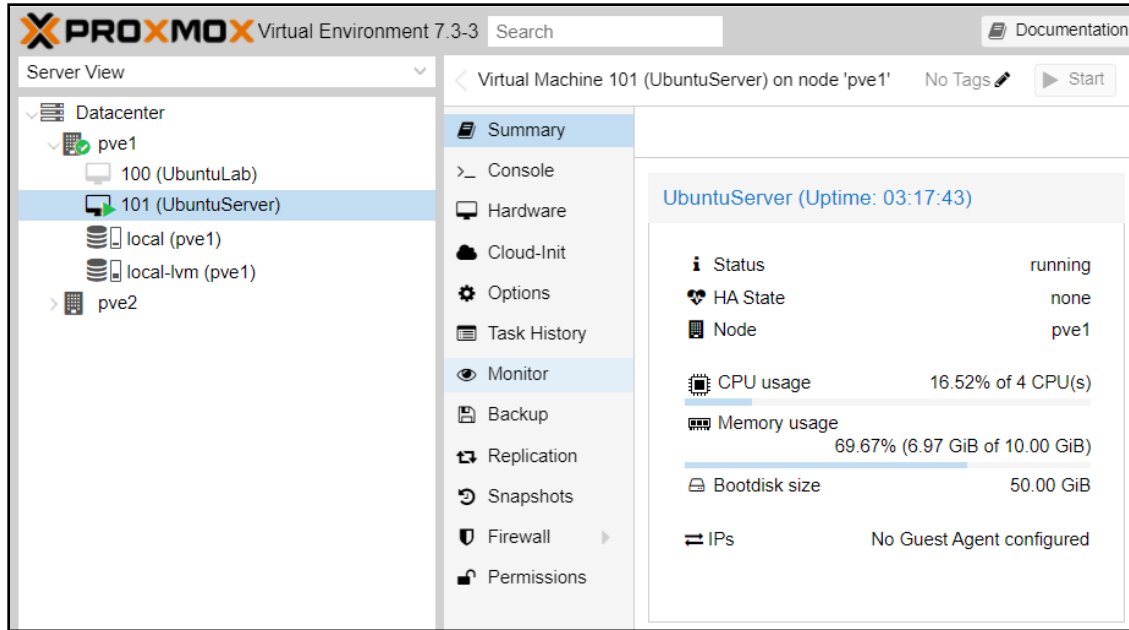 PROXMOX Virtual Environment 7.3-3 Search Documentation
Server View
Virtual Machine 101 (UbuntuServer) on node 'pve1' No Tags Start
Datacenter
pve1
100 (UbuntuLab)
101 (UbuntuServer)
local (pve1)
local-lvm (pve1)
pve2
Summary
>_ Console
Hardware
Cloud-Init
Options
Task History
Monitor
Backup
Replication
Snapshots
Firewall
Permissions
UbuntuServer (Uptime: 03:17:43)
Status running
HA State none
Node pve1
CPU usage 16.52% of 4 CPU(s)
Memory usage
69.67% (6.97 GiB of 10.00 GiB)
Bootdisk size 50.00 GiB
IPs No Guest Agent configured